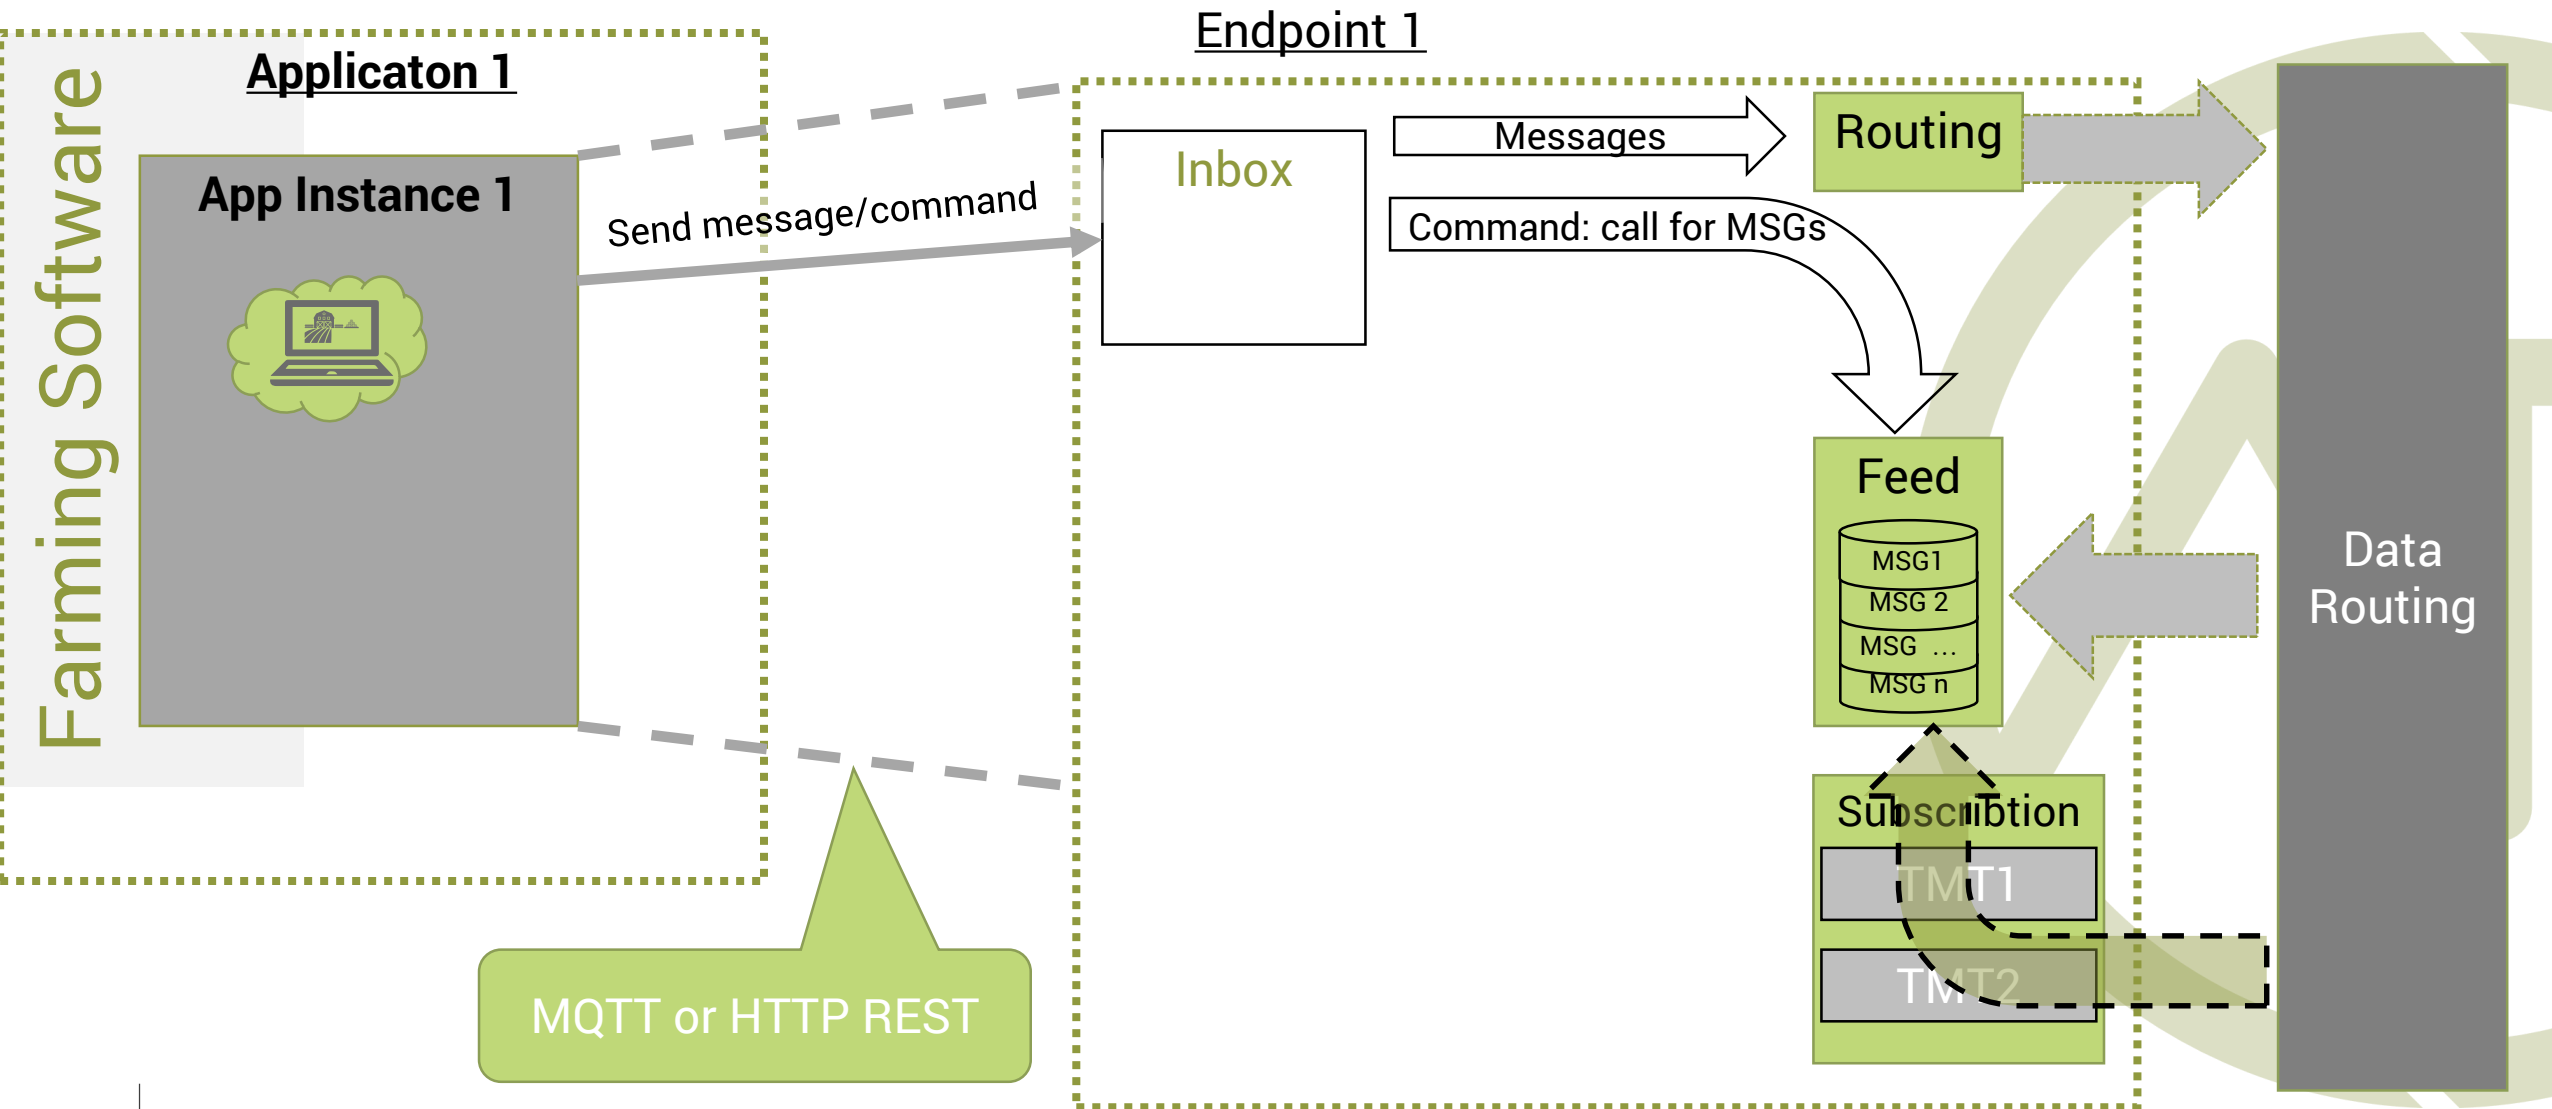 Endpoint 1
Applicaton 1
Farming Software
App Instance 1
Send message/command
Inbox
Messages
Routing
Command: call for MSGs
Feed
MSG1
MSG 2
MSG ...
MSG n
Data
Routing
Subscribtion
TMT1
TMT2
MQTT or HTTP REST